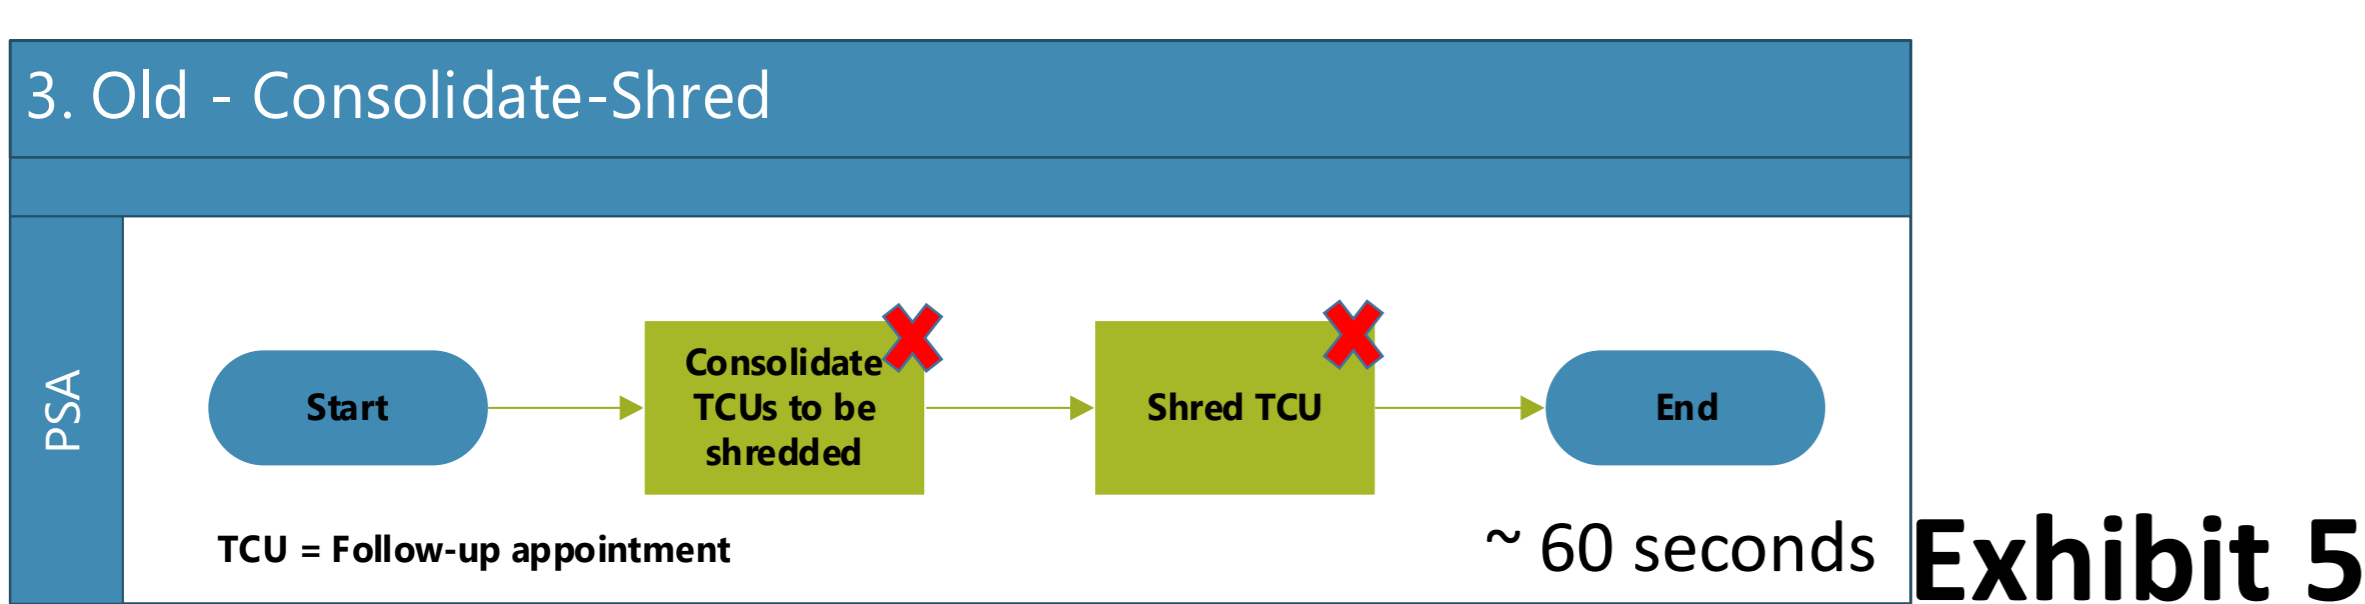 3. Old - Consolidate-Shred
PSA
Start
Consolidate
TCUs to be
shredded
Shred TCU
End
TCU = Follow-up appointment
~ 60 seconds
Exhibit 5